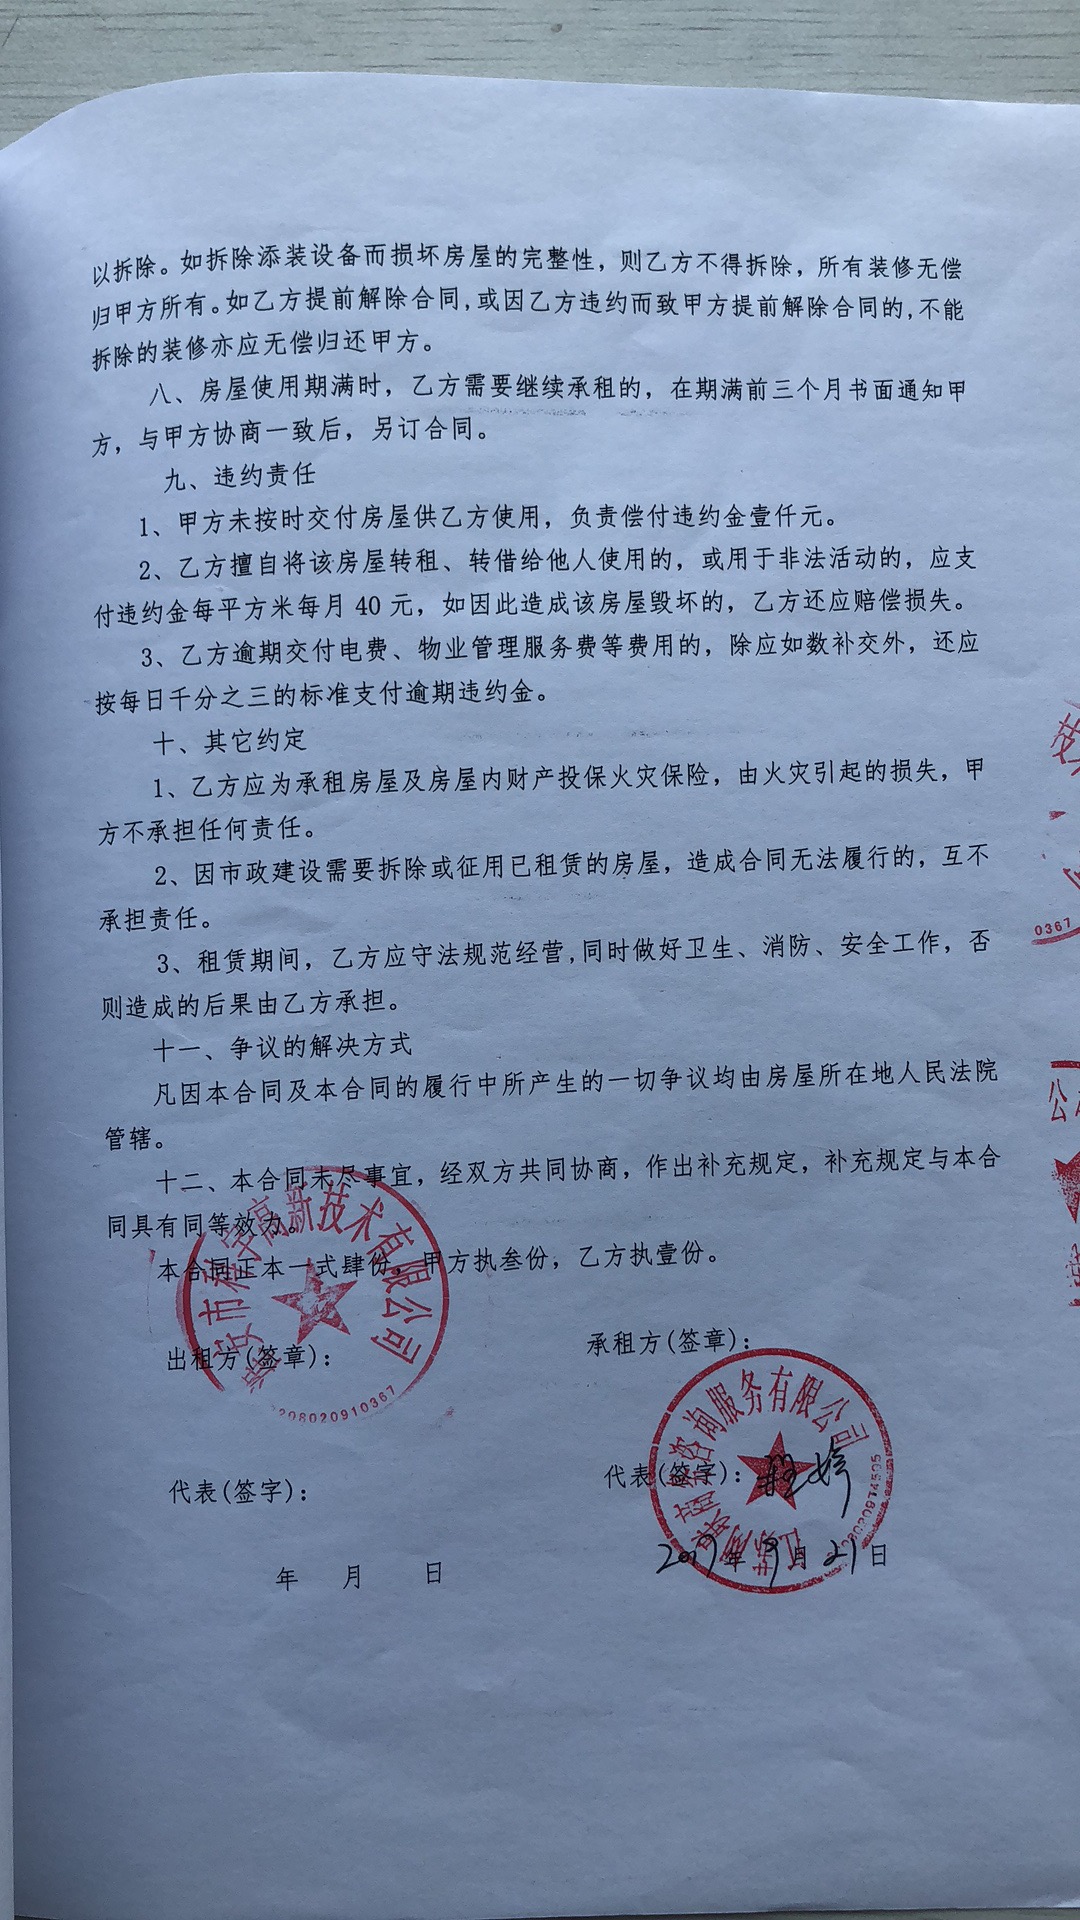 以拆除。如拆除添装设备而损坏房屋的完整性，则乙方不得拆除，所有装修无偿
归甲方所有。如乙方提前解除合同，或因乙方违约而致甲方提前解除合同的，不能
拆除的装修亦应无偿归还甲方。
八、房屋使用期满时，乙方需要继续承租的，在期满前三个月书面通知甲
方，与甲方协商一致后，另订合同。
九、违约责任
1、甲方未按时交付房屋供乙方使用，负责偿付违约金壹仟元。
2、乙方擅自将该房屋转租、转借给他人使用的，或用于非法活动的，应支
付违约金每平方米每月 40 元，如因此造成该房屋毁坏的，乙方还应赔偿损失。
3、乙方逾期交付电费、物业管理服务费等费用的，除应如数补交外，还应
按每日千分之三的标准支付逾期违约金。
十、其它约定
1、乙方应为承租房屋及房屋内财产投保火灾保险，由火灾引起的损失，甲
方不承担任何责任。
2、因市政建设需要拆除或征用已租赁的房屋，造成合同无法履行的，互不
承担责任。
3、租赁期间，乙方应守法规范经营，同时做好卫生、消防、安全工作，否
则造成的后果由乙方承担。
十一、争议的解决方式
凡因本合同及本合同的履行中所产生的一切争议均由房屋所在地人民法院
管辖。
十二、本合同未尽事宜，经双方共同协商，作出补充规定，补充规定与本合
同具有同等效力。
本合同正本一式肆份，甲方执叁份，乙方执壹份。
出租方(签章)：
承租方(签章)：
市科 高新技术有限公司
208020910367
咨询服务有限公司
代表(签字)：
代表(签字)：
年 月 日
2019年9月21日
0367